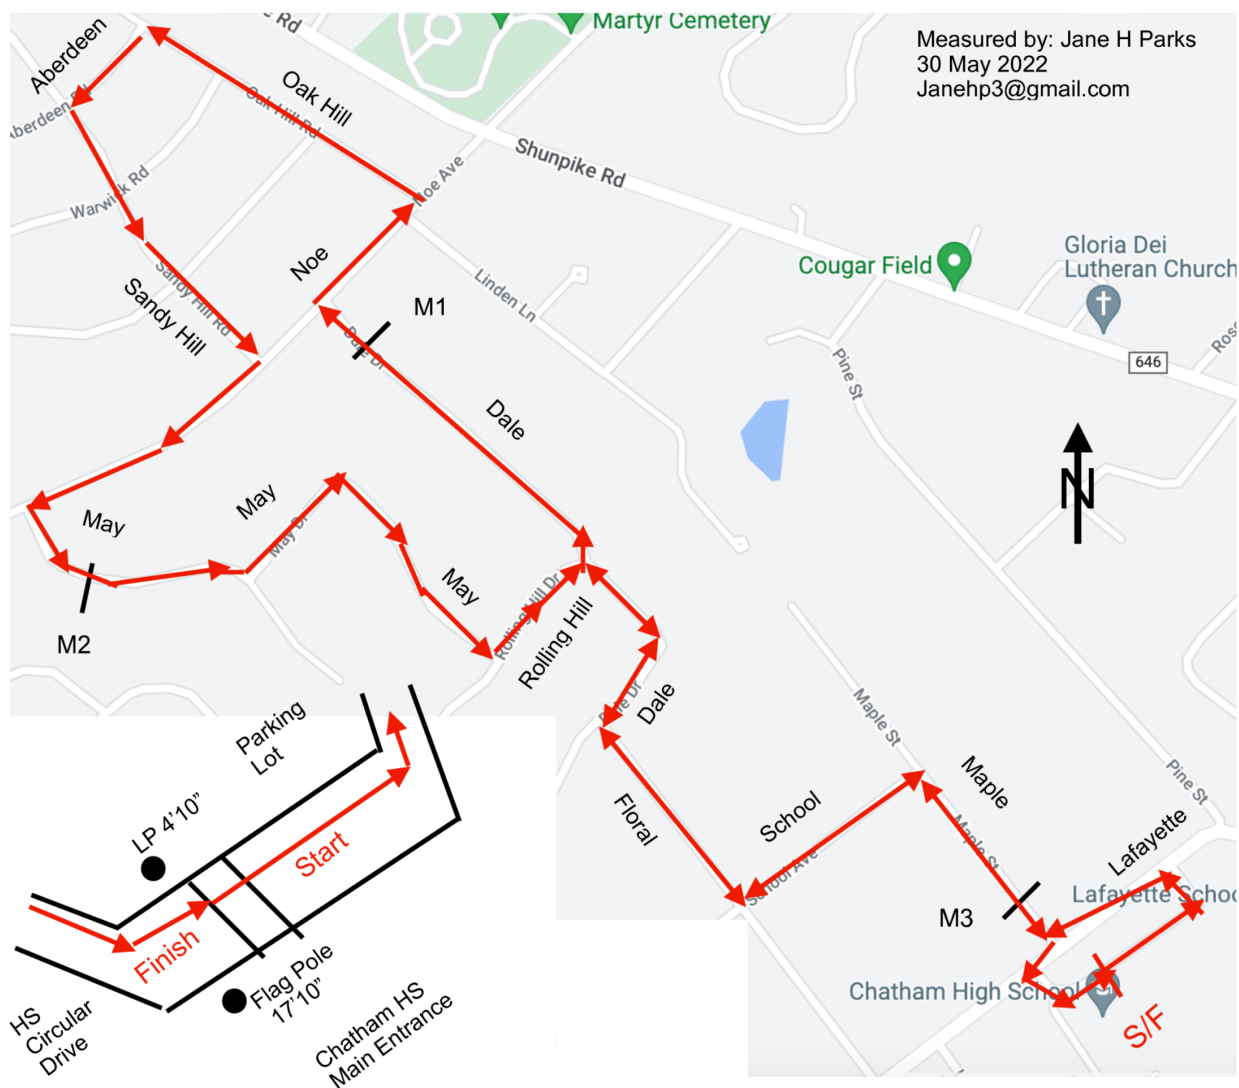 Rd
Martyr Cemetery
Measured by: Jane H Parks
30 May 2022
Janehp3@gmail.com
Aberdeen
Aberdeen Rd
Oak Hill
Oak Hill Rd
Noe Ave
Shunpike Rd
Warwick Rd
Noe
Sandy Hill Rd
Sandy Hill
Linden Ln
Cougar Field
Gloria Dei
Lutheran Church
646
M1
Dale Dr
Pine St
Dale
N
May
May
May Dr
May
M2
Rolling Hill Dr
Rolling Hill
Dale Dr
Dale
Maple St
Pine St
Floral
School
School Ave
Maple
Maple St
Lafayette
Lafayette Schoo
M3
Chatham High School
S/F
Parking
Lot
LP 4'10"
Start
Finish
Flag Pole
17'10"
HS
Circular
Drive
Chatham HS
Main Entrance